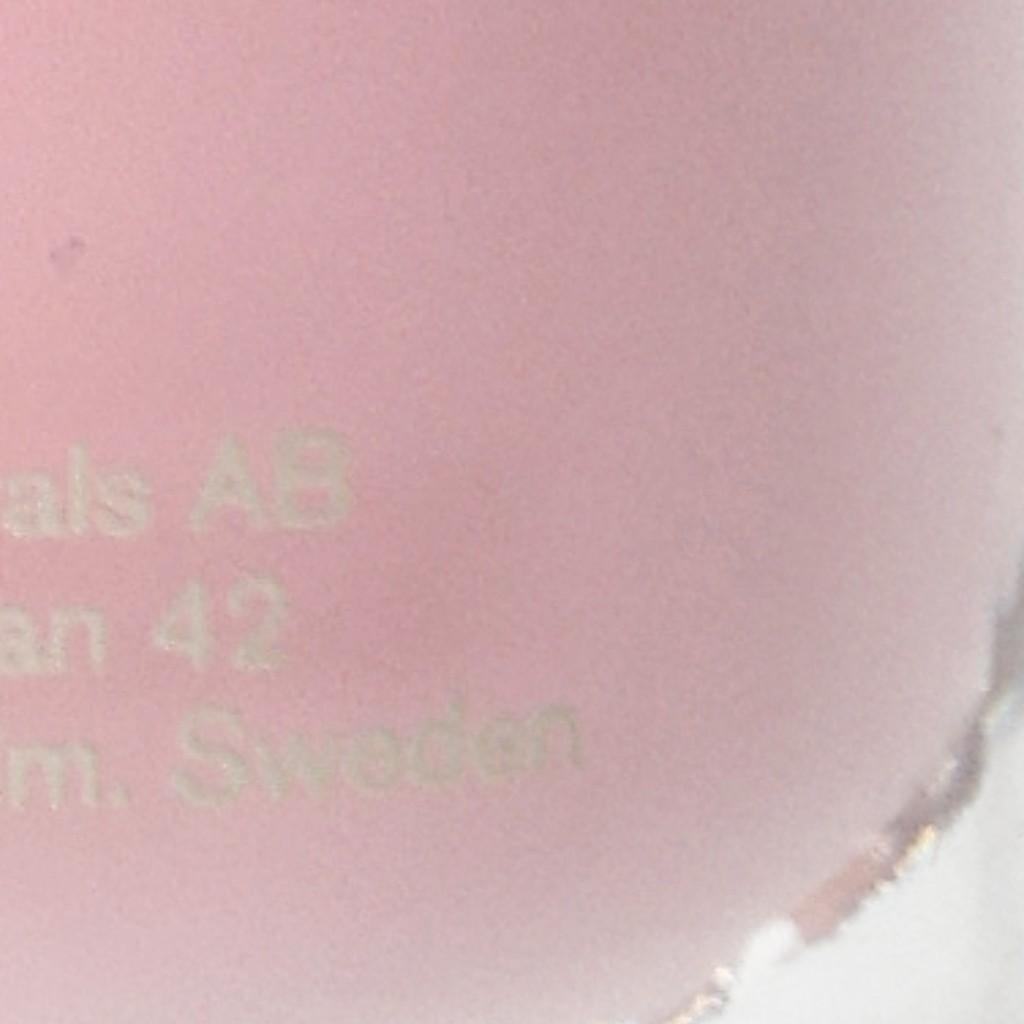 als AB
an 42
m. Sweden